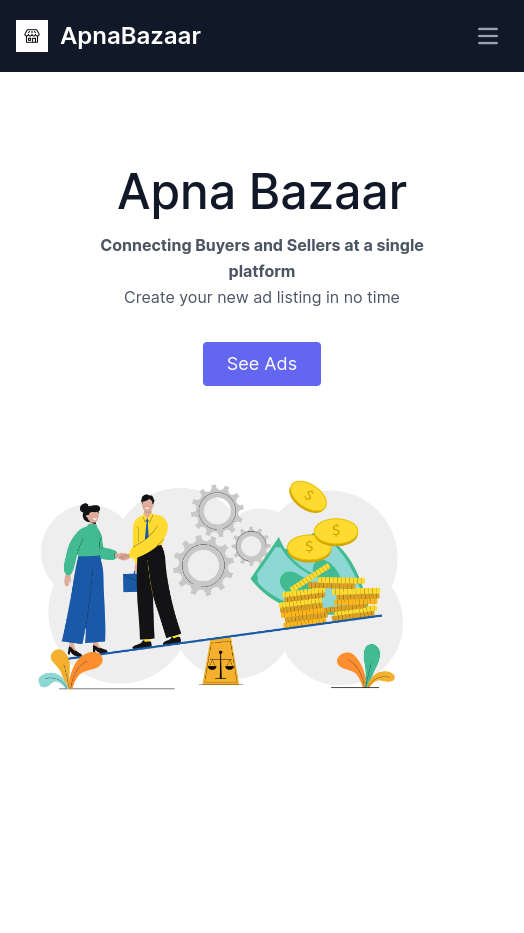 ApnaBazaar
Apna Bazaar
Connecting Buyers and Sellers at a single
platform
Create your new ad listing in no time
See Ads
$
$
$